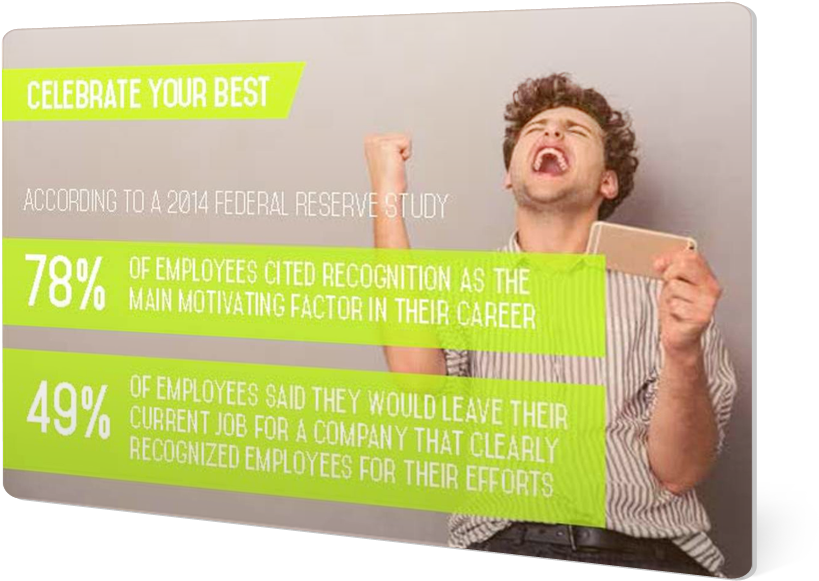 CELEBRATE YOUR BEST
ACCORDING TO A 2014 FEDERAL RESERVE STUDY
78%
OF EMPLOYEES CITED RECOGNITION AS THE
MAIN MOTIVATING FACTOR IN THEIR CAREER
49%
OF EMPLOYEES SAID THEY WOULD LEAVE THEIR
CURRENT JOB FOR A COMPANY THAT CLEARLY
RECOGNIZED EMPLOYEES FOR THEIR EFFORTS